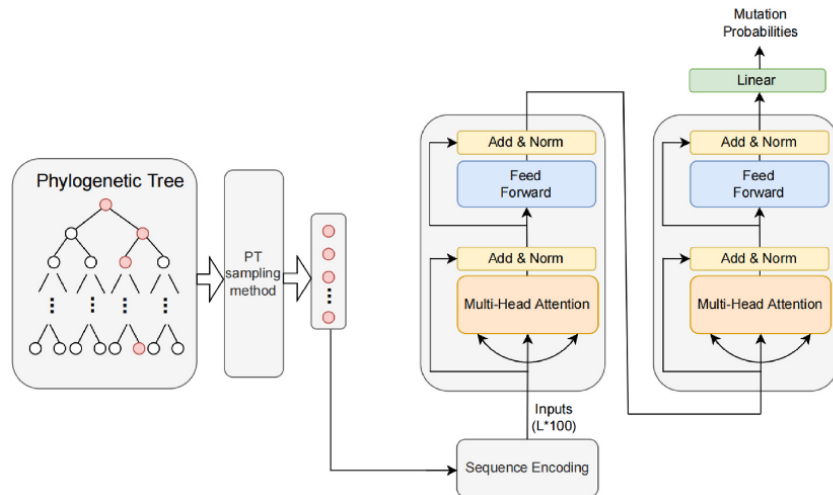 Phylogenetic Tree
PT
sampling
method
Sequence Encoding
Inputs
(L*100)
Multi-Head Attention
Add & Norm
Feed
Forward
Add & Norm
Multi-Head Attention
Add & Norm
Feed
Forward
Add & Norm
Linear
Mutation
Probabilities